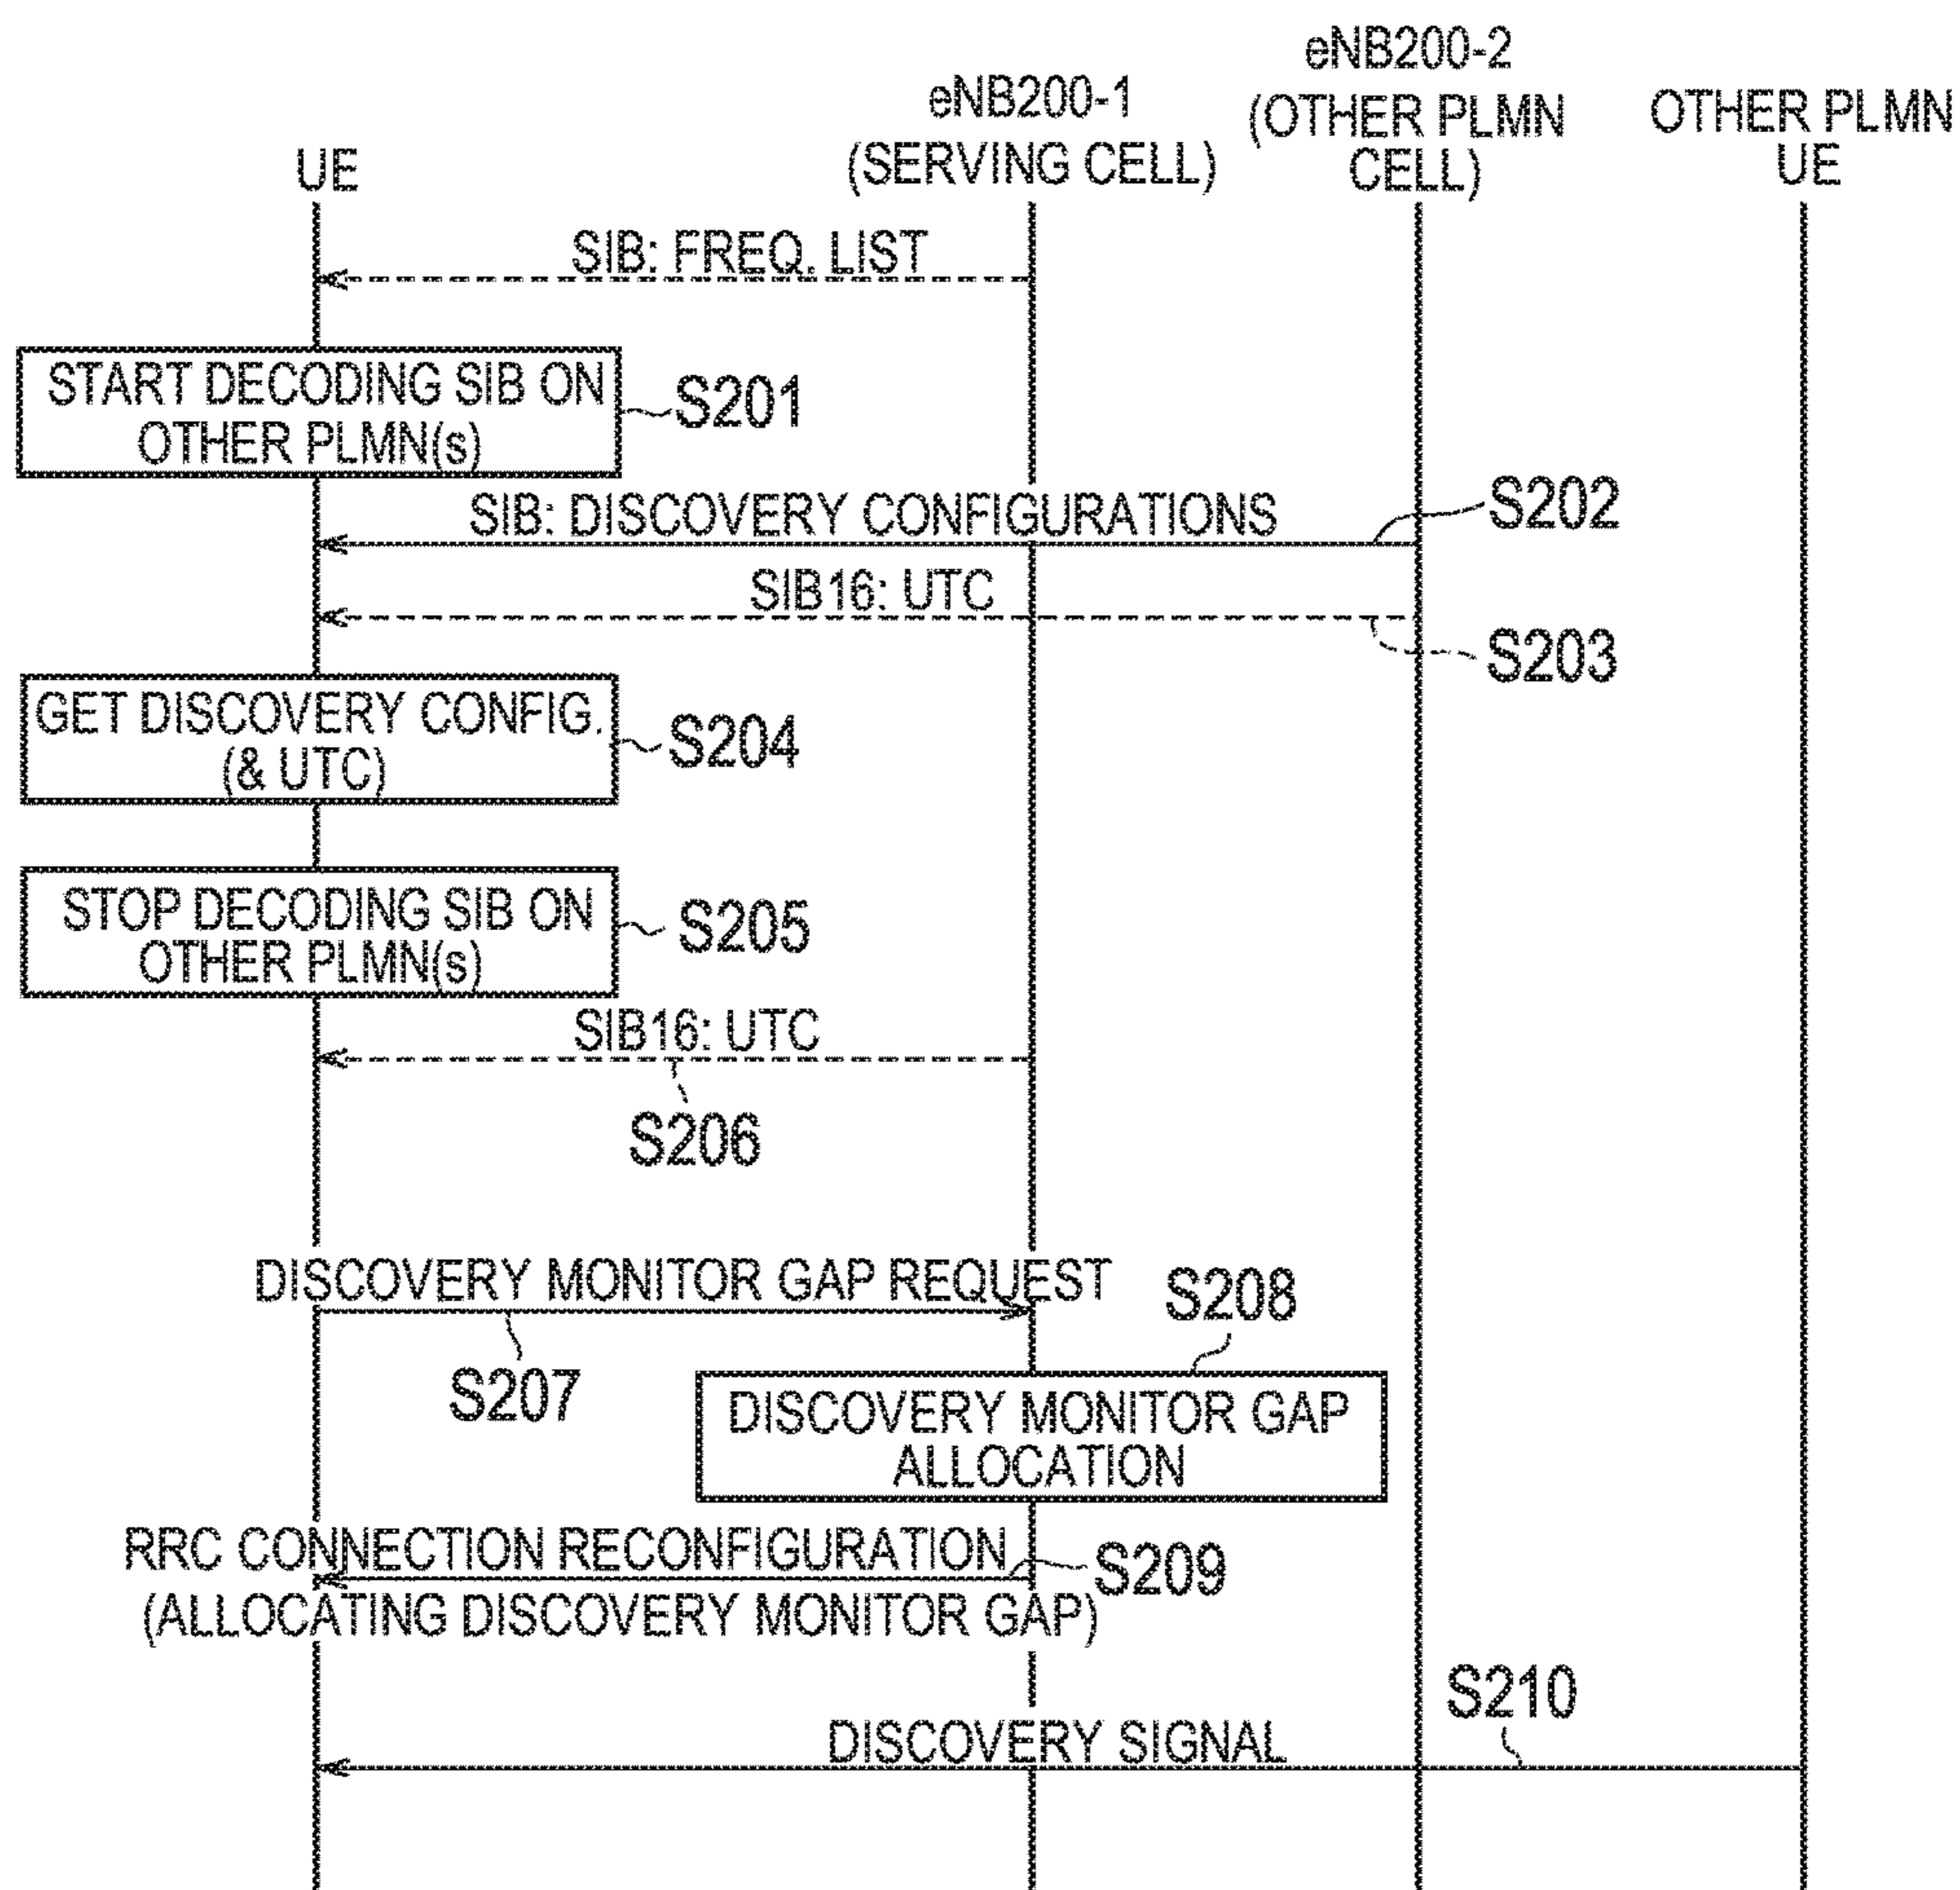 UE
eNB200-1
(SERVING CELL)
eNB200-2
(OTHER PLMN
CELL)
OTHER PLMN
UE
SIB: FREQ. LIST
START DECODING SIB ON
OTHER PLMN(s)
S201
SIB: DISCOVERY CONFIGURATIONS
S202
SIB16: UTC
S203
GET DISCOVERY CONFIG.
(& UTC)
S204
STOP DECODING SIB ON
OTHER PLMN(s)
S205
SIB16: UTC
S206
DISCOVERY MONITOR GAP REQUEST
S207
S208
DISCOVERY MONITOR GAP
ALLOCATION
RRC CONNECTION RECONFIGURATION
(ALLOCATING DISCOVERY MONITOR GAP)
S209
S210
DISCOVERY SIGNAL